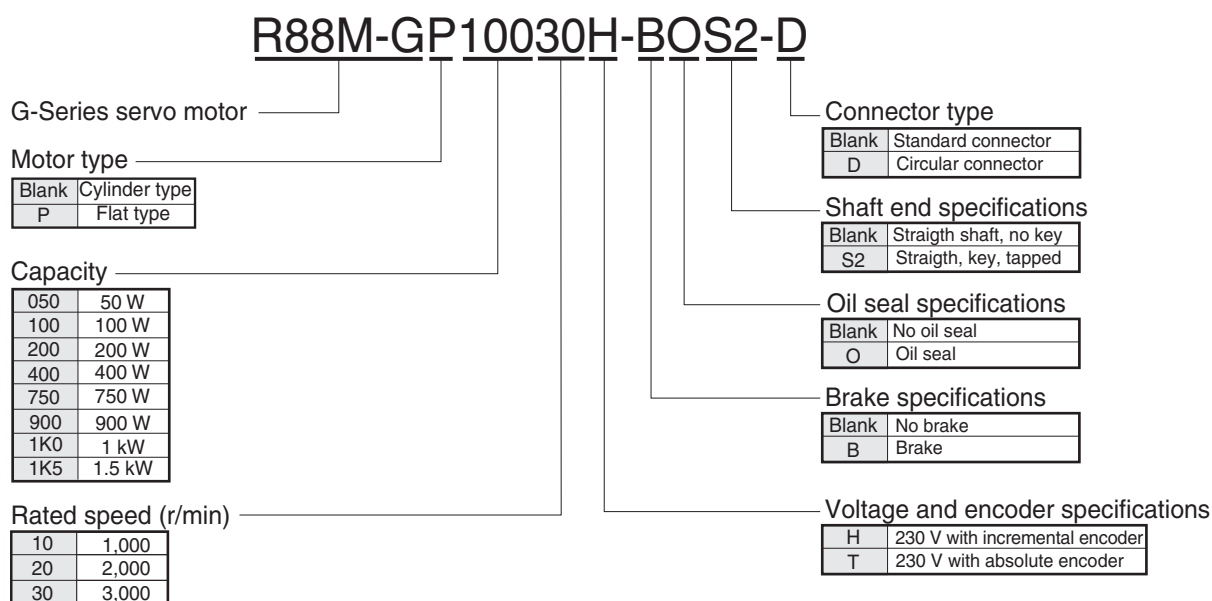 R88M-GP10030H-BOS2-D
G-Series servo motor
Motor type
Blank Cylinder type
P Flat type
Capacity
050 50 W
100 100 W
200 200 W
400 400 W
750 750 W
900 900 W
1K0 1 kW
1K5 1.5 kW
Rated speed (r/min)
10 1,000
20 2,000
30 3,000
Connector type
Blank Standard connector
D Circular connector
Shaft end specifications
Blank Straigth shaft, no key
S2 Straigth, key, tapped
Oil seal specifications
Blank No oil seal
O Oil seal
Brake specifications
Blank No brake
B Brake
Voltage and encoder specifications
H 230 V with incremental encoder
T 230 V with absolute encoder